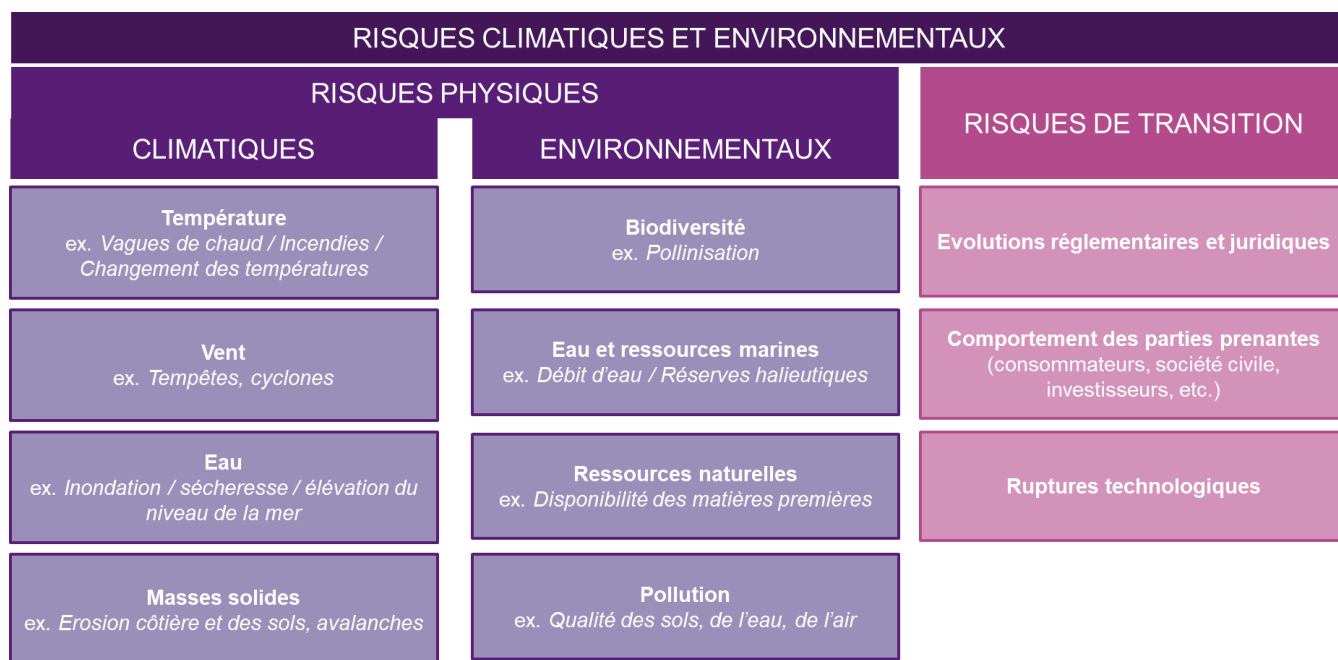 RISQUES CLIMATIQUES ET ENVIRONNEMENTAUX
RISQUES PHYSIQUES
CLIMATIQUES
Température
ex. Vagues de chaud / Incendies /
Changement des températures
Vent
ex. Tempêtes, cyclones
Eau
ex. Inondation / sécheresse / élévation du
niveau de la mer
Masses solides
ex. Erosion côtière et des sols, avalanches
ENVIRONNEMENTAUX
Biodiversité
ex. Pollinisation
Eau et ressources marines
ex. Débit d'eau / Réserves halieutiques
Ressources naturelles
ex. Disponibilité des matières premières
Pollution
ex. Qualité des sols, de l'eau, de l'air
RISQUES DE TRANSITION
Evolutions réglementaires et juridiques
Comportement des parties prenantes
(consommateurs, société civile,
investisseurs, etc.)
Ruptures technologiques